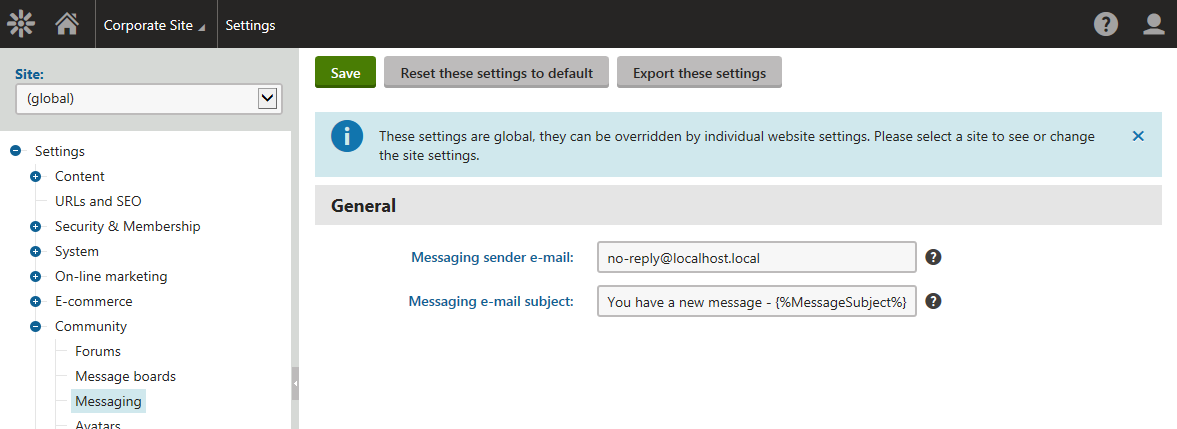 Corporate Site
Settings
Site:
(global)
Settings
Content
URLs and SEO
Security & Membership
System
On-line marketing
E-commerce
Community
Forums
Message boards
Messaging
Avatars
Save
Reset these settings to default
Export these settings
These settings are global, they can be overridden by individual website settings. Please select a site to see or change
the site settings.
General
Messaging sender e-mail:
no-reply@localhost.local
Messaging e-mail subject:
You have a new message - {%MessageSubject%}